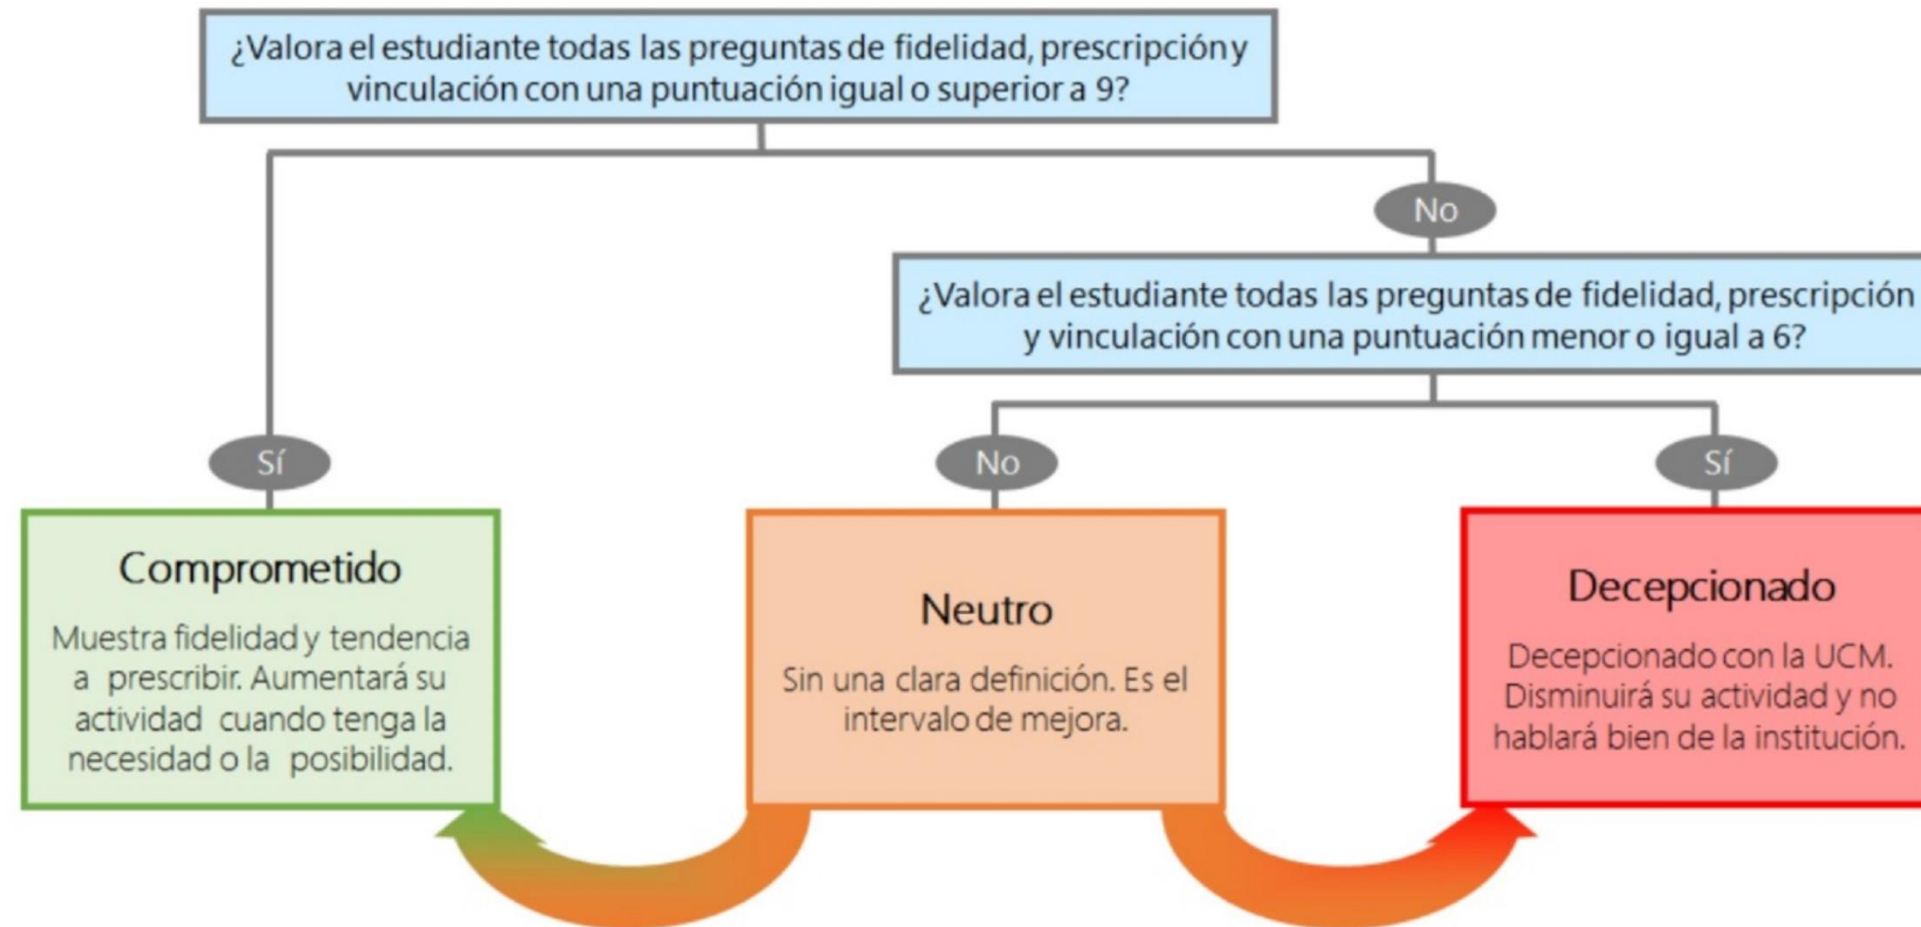 ¿Valora el estudiante todas las preguntas de fidelidad, prescripción y
vinculación con una puntuación igual o superior a 9?
No
¿Valora el estudiante todas las preguntas de fidelidad, prescripción
y vinculación con una puntuación menor o igual a 6?
Sí
No
Sí
Comprometido
Muestra fidelidad y tendencia
a prescribir. Aumentará su
actividad cuando tenga la
necesidad o la posibilidad.
Neutro
Sin una clara definición. Es el
intervalo de mejora.
Decepcionado
Decepcionado con la UCM.
Disminuirá su actividad y no
hablará bien de la institución.